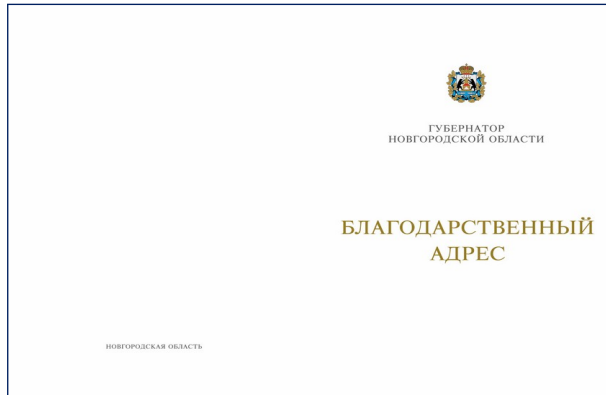 ГУБЕРНАТОР
НОВГОРОДСКОЙ ОБЛАСТИ
БЛАГОДАРСТВЕННЫЙ
АДРЕС
НОВГОРОДСКАЯ ОБЛАСТЬ